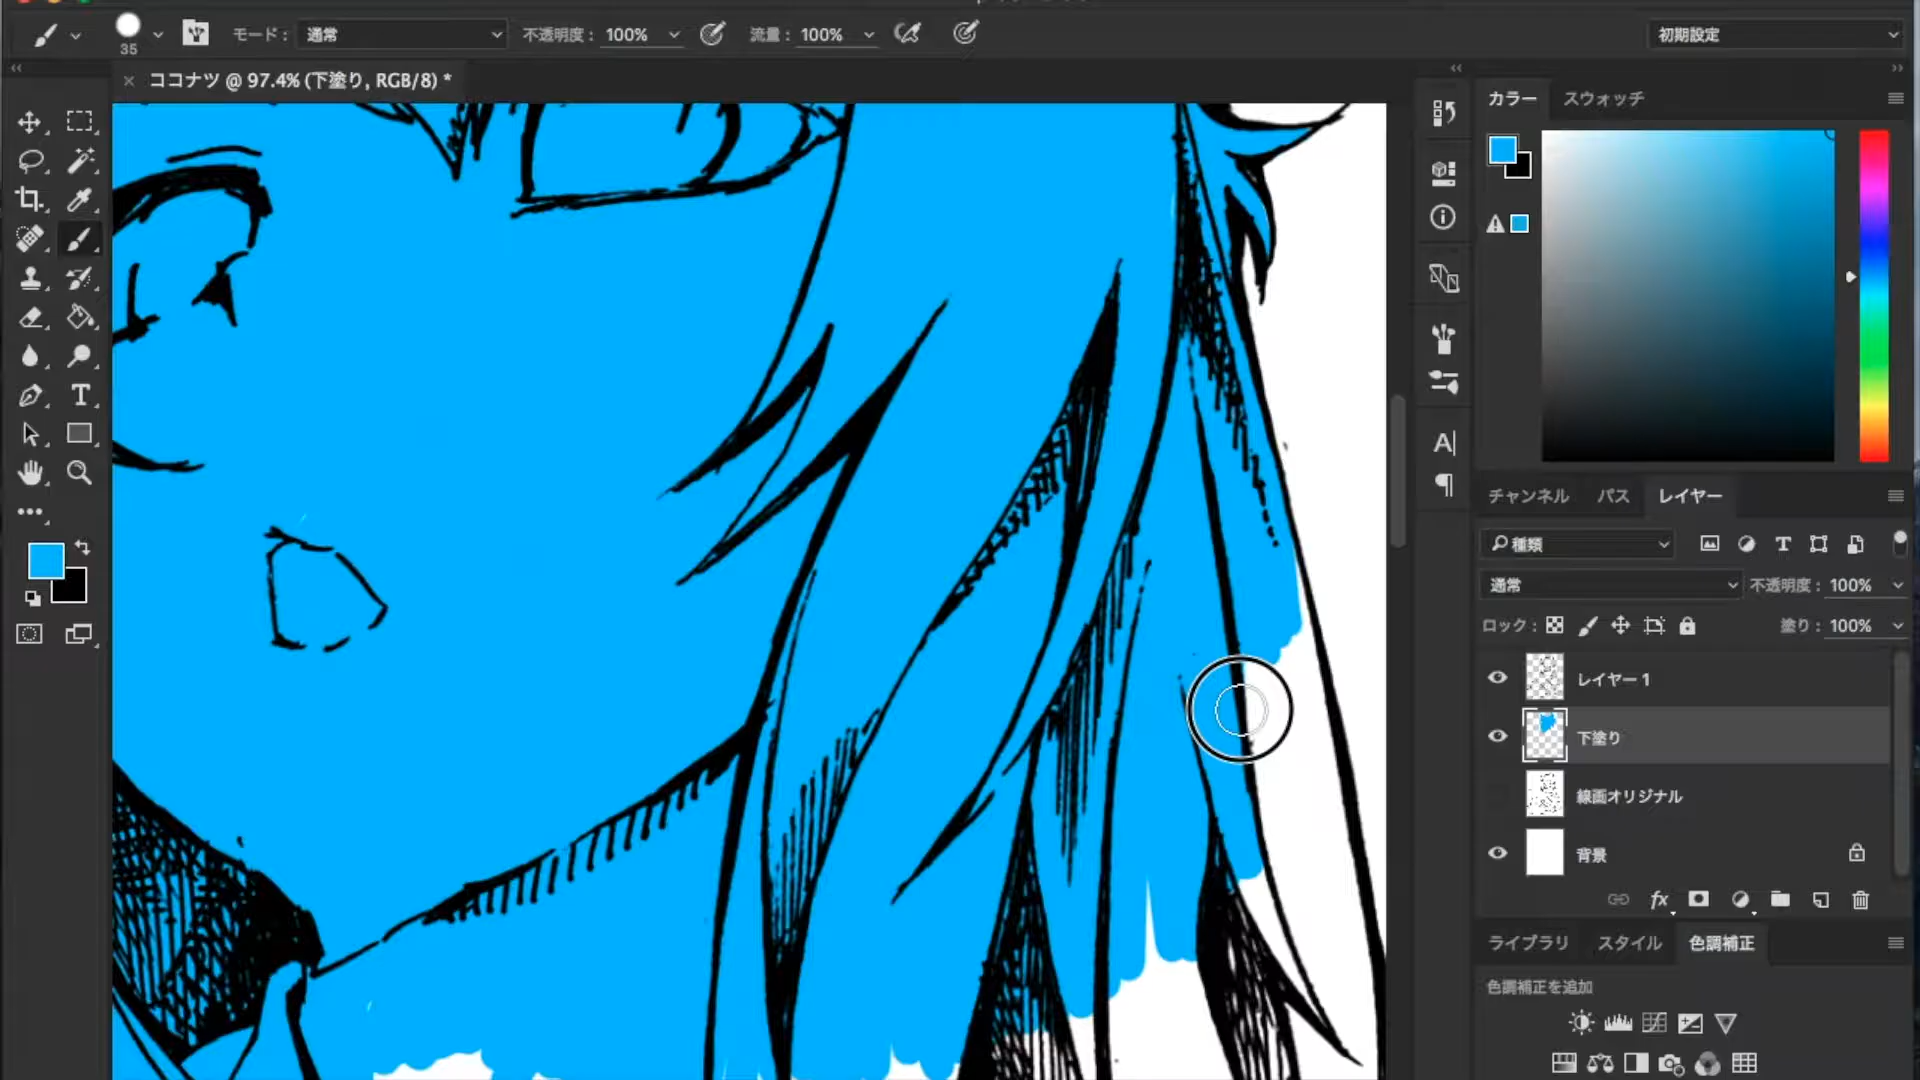 35
モード： 通常
不透明度： 100%
流量： 100%
初期設定
× ココナツ @ 97.4% (下塗り, RGB/8) *
カラー スウォッチ
チャンネル パス レイヤー
種類
通常 不透明度： 100%
ロック： 塗り： 100%
レイヤー 1
下塗り
線画オリジナル
背景
fx
ライブラリ スタイル 色調補正
色調補正を追加